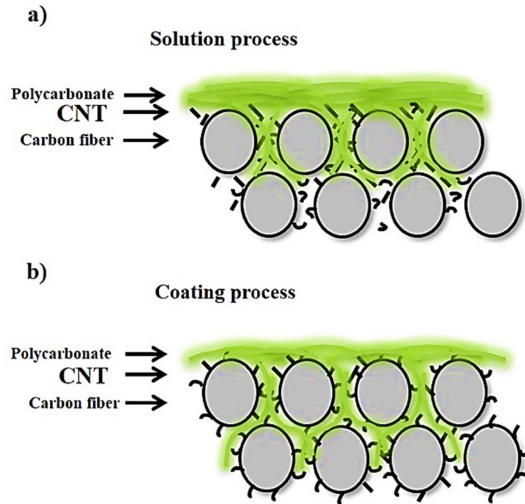 a)
Solution process
Polycarbonate
CNT
Carbon fiber
b)
Coating process
Polycarbonate
CNT
Carbon fiber